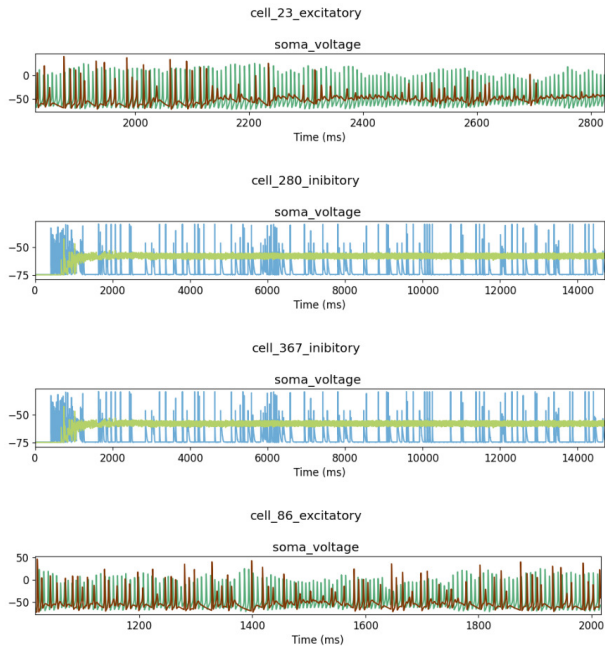 cell_23_excitatory
soma_voltage
0
−50
2000 2200 2400 2600 2800
Time (ms)
cell_280_inibitory
soma_voltage
−50
−75
0 2000 4000 6000 8000 10000 12000 14000
Time (ms)
cell_367_inibitory
soma_voltage
−50
−75
0 2000 4000 6000 8000 10000 12000 14000
Time (ms)
cell_86_excitatory
soma_voltage
50
0
−50
1200 1400 1600 1800 2000
Time (ms)